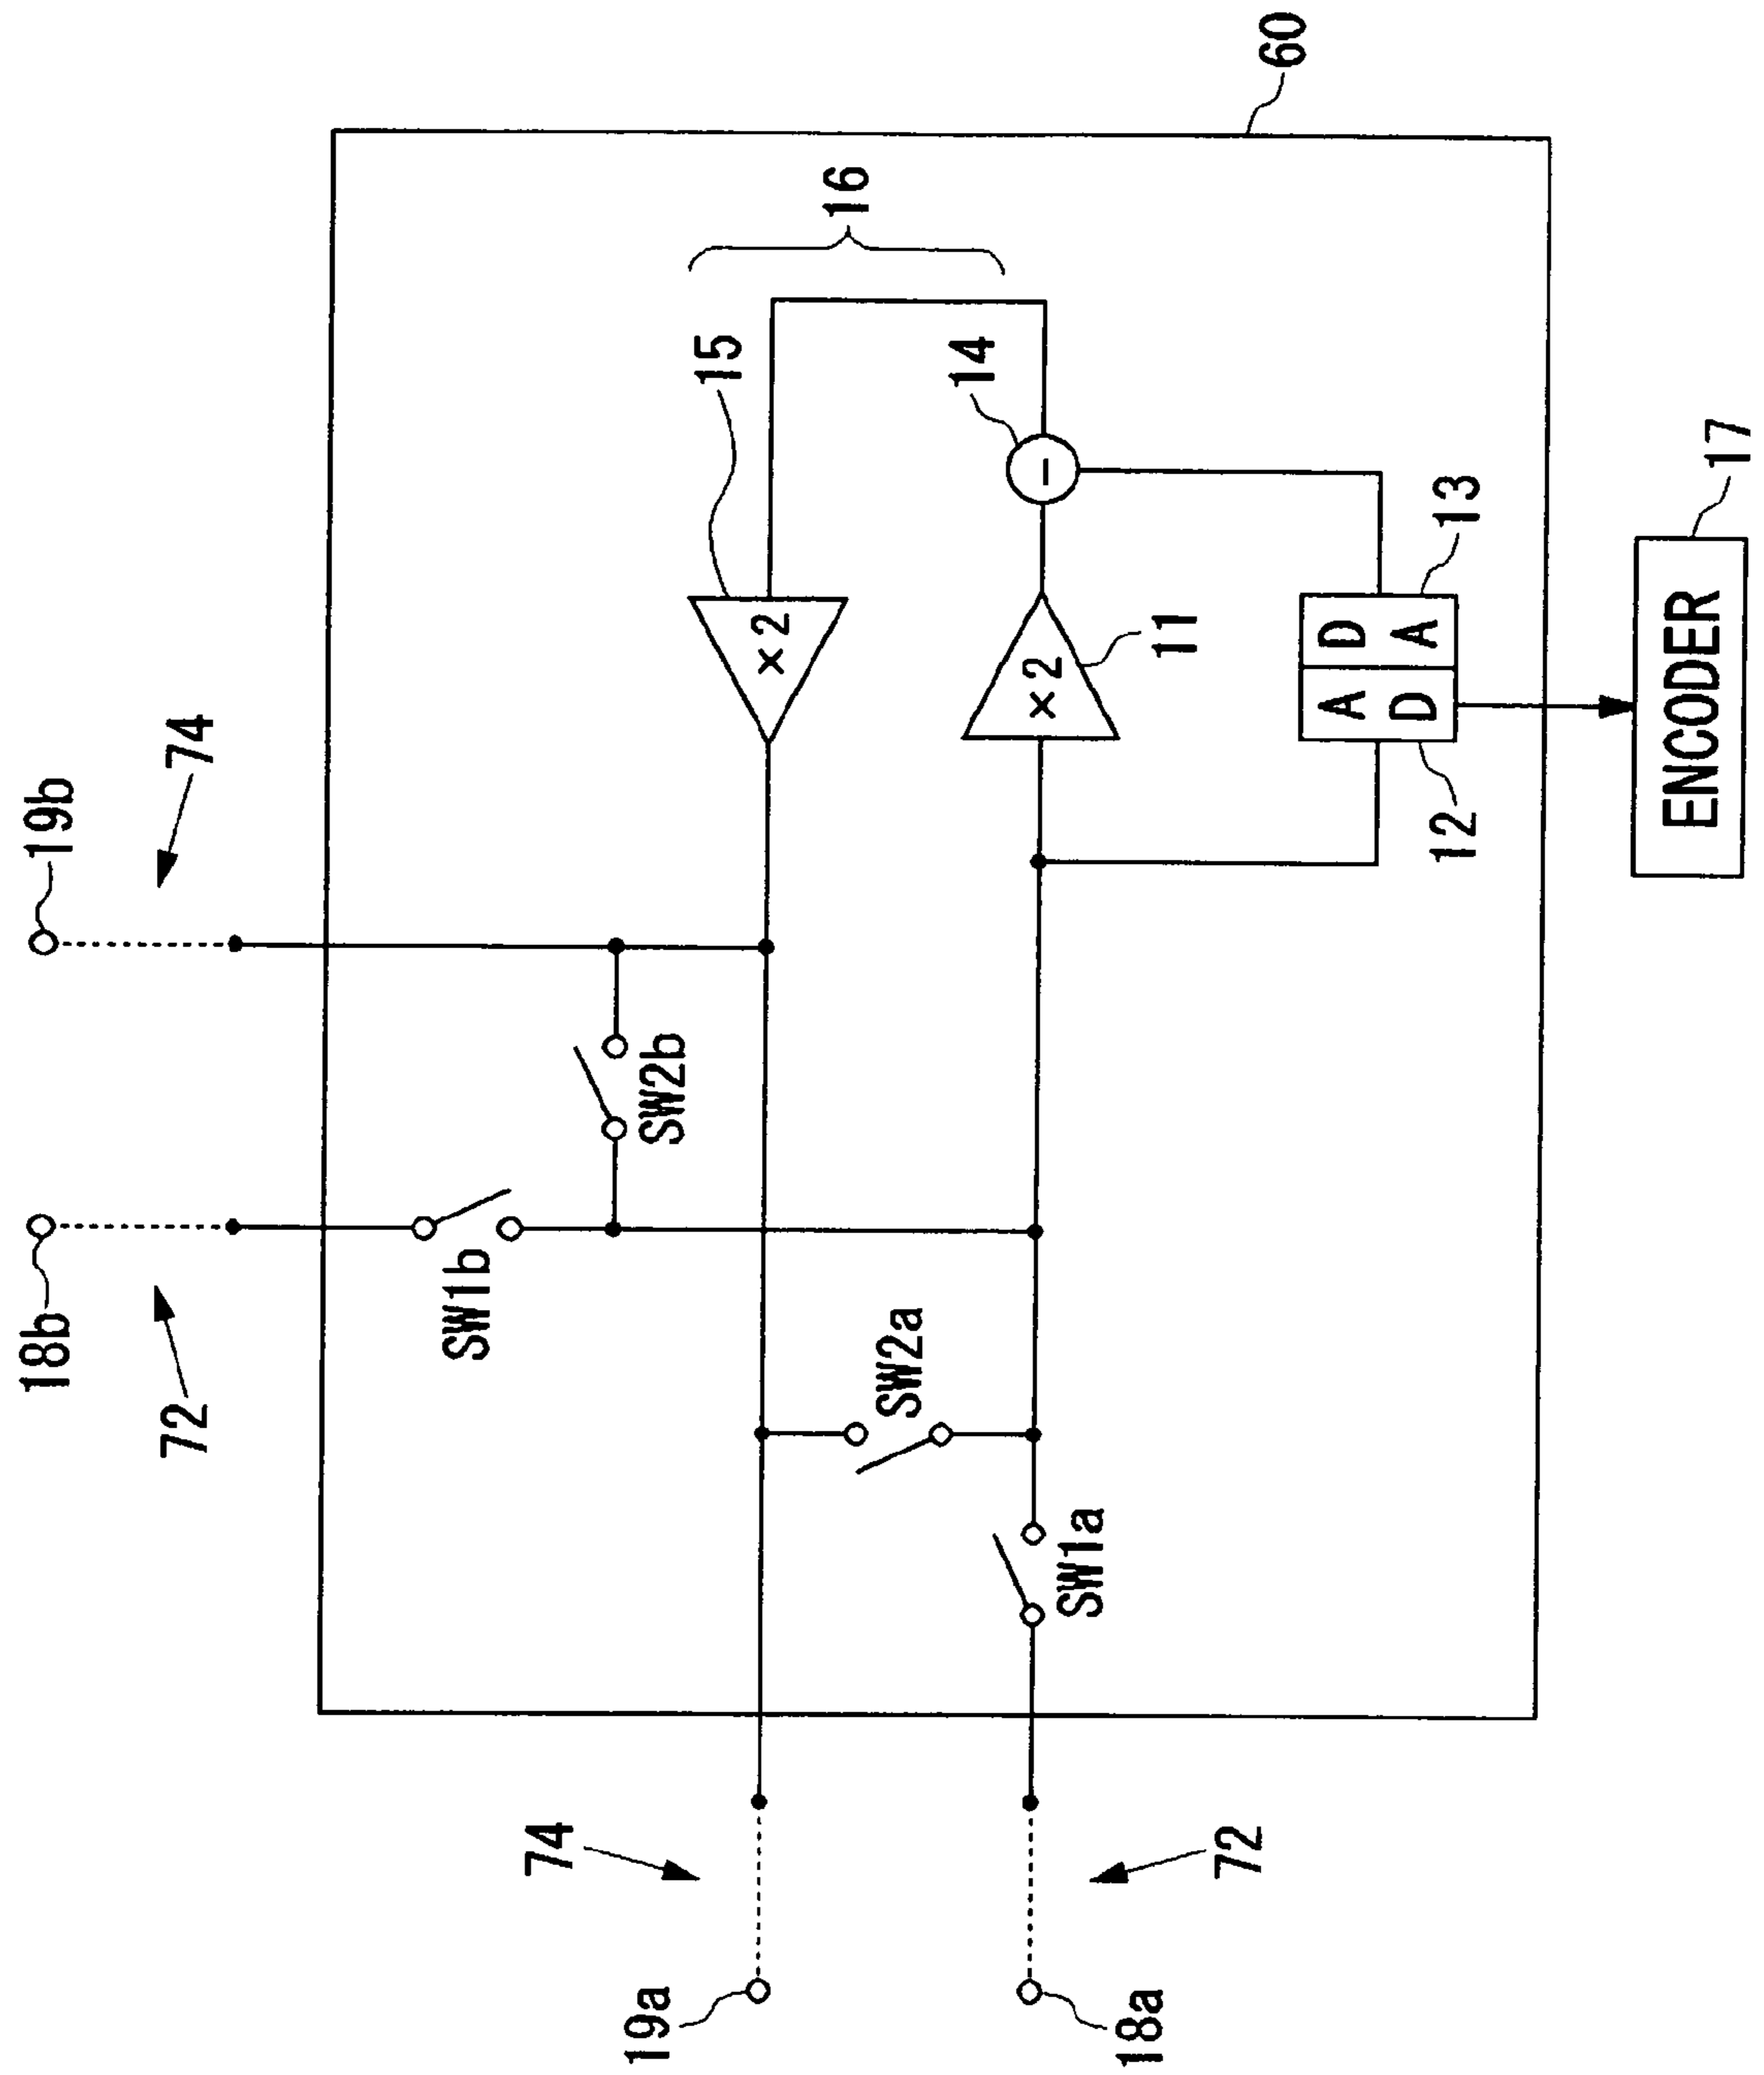 18b
19b
72
74
SW1b
74
19a
SW2b
15
×2
16
SW2a
14
×2
SW1a
18a
11
72
60
A D
D A
12
13
ENCODER
17